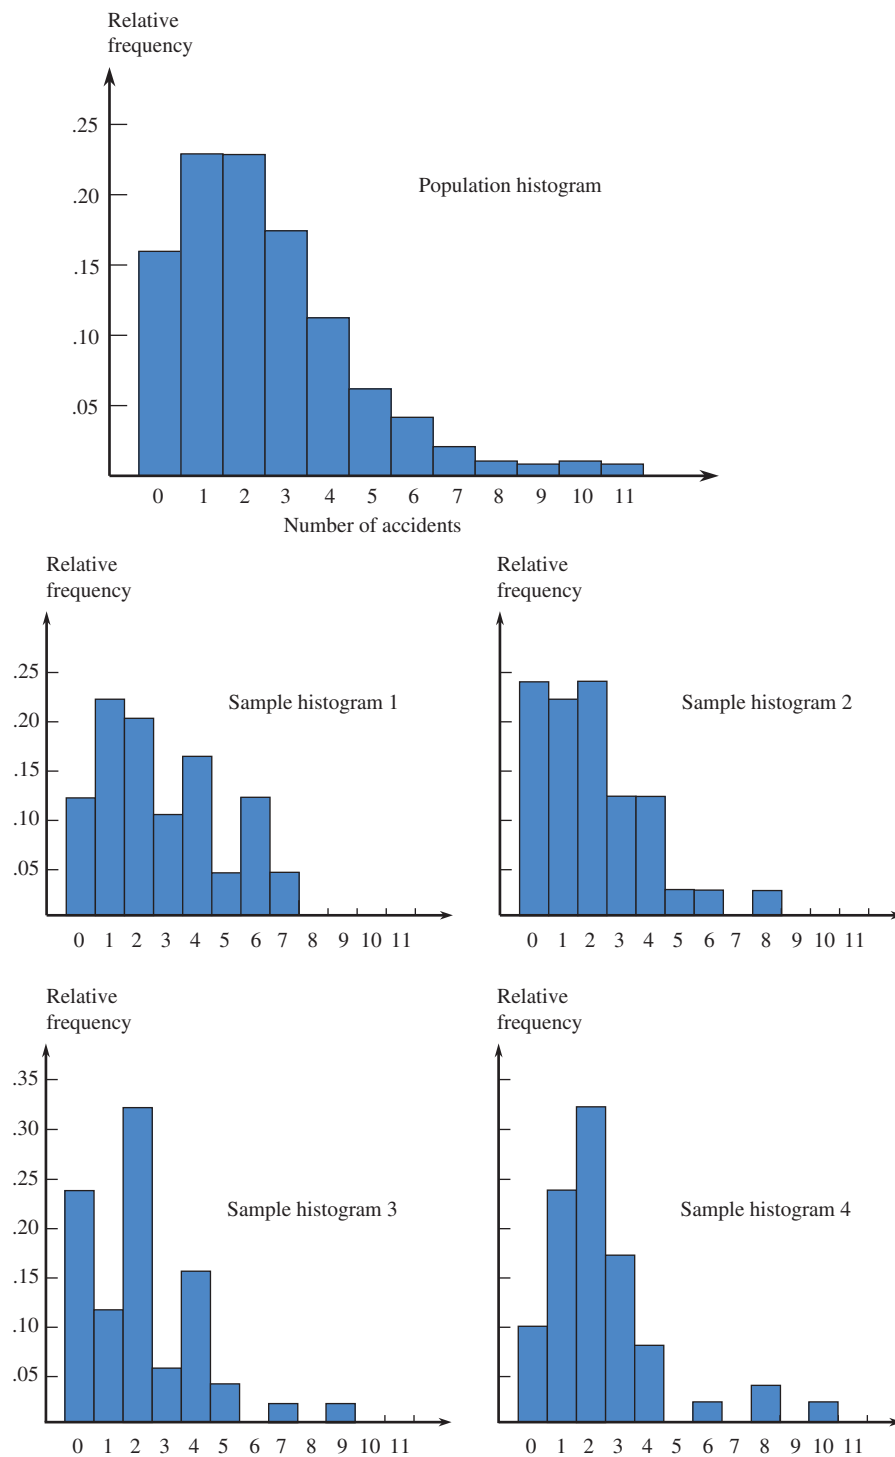 Relative
frequency
.25
.20
Population histogram
.15
.10
.05
0 1 2 3 4 5 6 7 8 9 10 11
Number of accidents
Relative
frequency
.25
Sample histogram 1
.20
.15
.10
.05
0 1 2 3 4 5 6 7 8 9 10 11
Relative
frequency
Sample histogram 2
0 1 2 3 4 5 6 7 8 9 10 11
Relative
frequency
.35
.30
.25
Sample histogram 3
.20
.15
.10
.05
0 1 2 3 4 5 6 7 8 9 10 11
Relative
frequency
Sample histogram 4
0 1 2 3 4 5 6 7 8 9 10 11